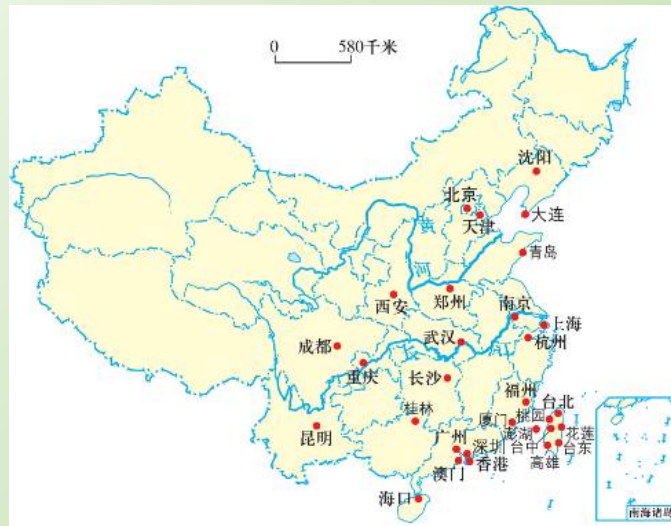 0 580千米
沈阳
北京
天津
大连
黄
河
青岛
西安
郑州
南京
上海
成都
武汉
杭州
重庆
长
江
长沙
福州
台北
桂林
厦门
桃园
昆明
广州
澎湖
台中
花莲
深圳
台东
澳门
香港
高雄
海口
南海诸岛